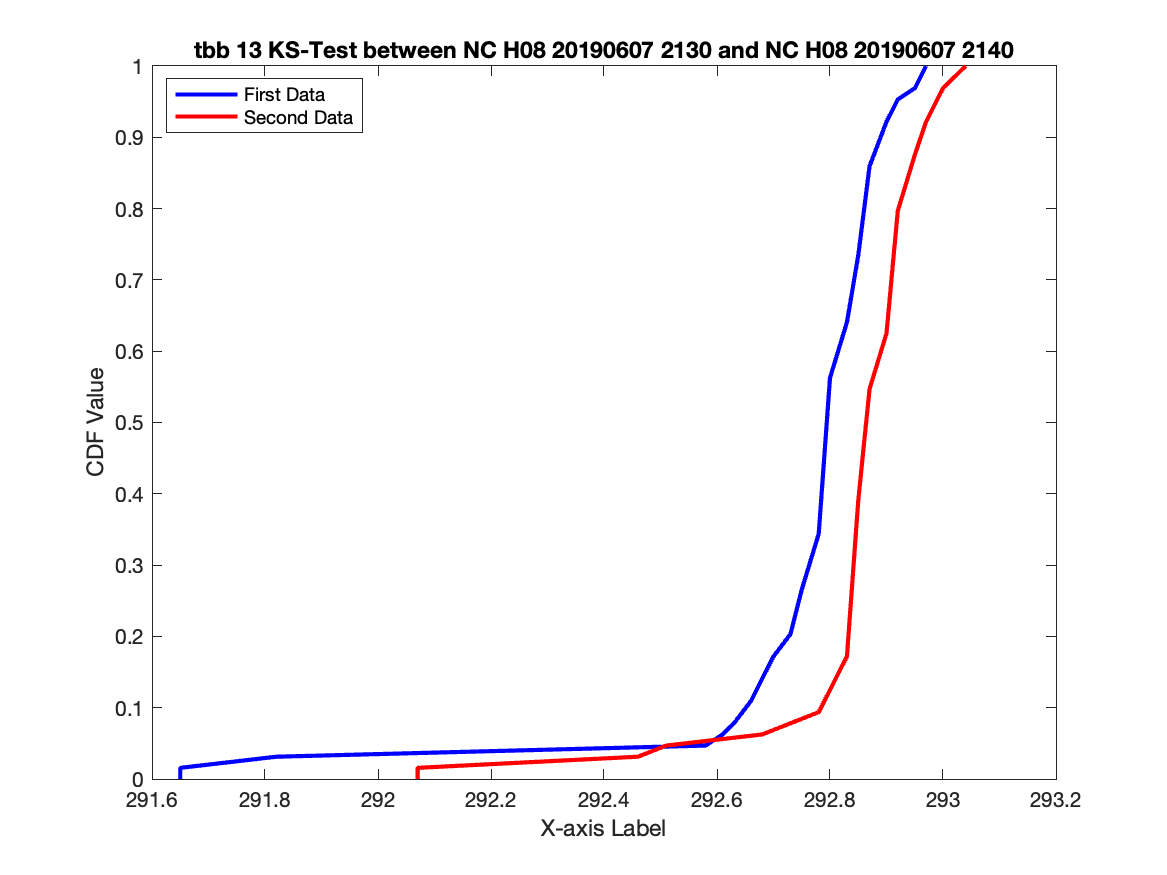 tbb 13 KS-Test between NC H08 20190607 2130 and NC H08 20190607 2140
First Data
Second Data
1
0.9
0.8
0.7
0.6
0.5
0.4
0.3
0.2
0.1
0
CDF Value
291.6 291.8 292 292.2 292.4 292.6 292.8 293 293.2
X-axis Label